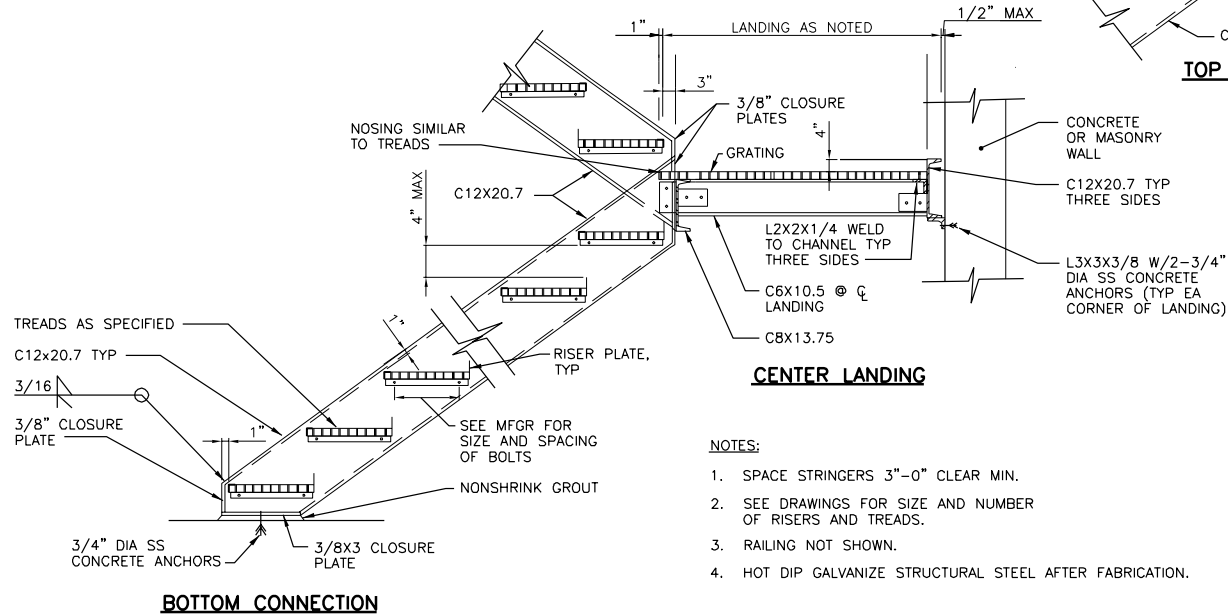 1/2" MAX
1"
LANDING AS NOTED
C
TOP
3"
3/8" CLOSURE
PLATES
4"
CONCRETE
OR MASONRY
WALL
NOSING SIMILAR
TO TREADS
GRATING
C12X20.7
C12X20.7 TYP
THREE SIDES
4" MAX
L2X2X1/4 WELD
TO CHANNEL TYP
THREE SIDES
L3X3X3/8 W/2-3/4"
DIA SS CONCRETE
ANCHORS (TYP EA
CORNER OF LANDING)
C6X10.5 @ ℄
LANDING
C8X13.75
CENTER LANDING
TREADS AS SPECIFIED
C12x20.7 TYP
1"
RISER PLATE,
TYP
3/16
3/8" CLOSURE
PLATE
1"
SEE MFGR FOR
SIZE AND SPACING
OF BOLTS
NONSHRINK GROUT
3/4" DIA SS
CONCRETE ANCHORS
3/8X3 CLOSURE
PLATE
BOTTOM CONNECTION
NOTES:
1. SPACE STRINGERS 3"-0" CLEAR MIN.
2. SEE DRAWINGS FOR SIZE AND NUMBER
OF RISERS AND TREADS.
3. RAILING NOT SHOWN.
4. HOT DIP GALVANIZE STRUCTURAL STEEL AFTER FABRICATION.